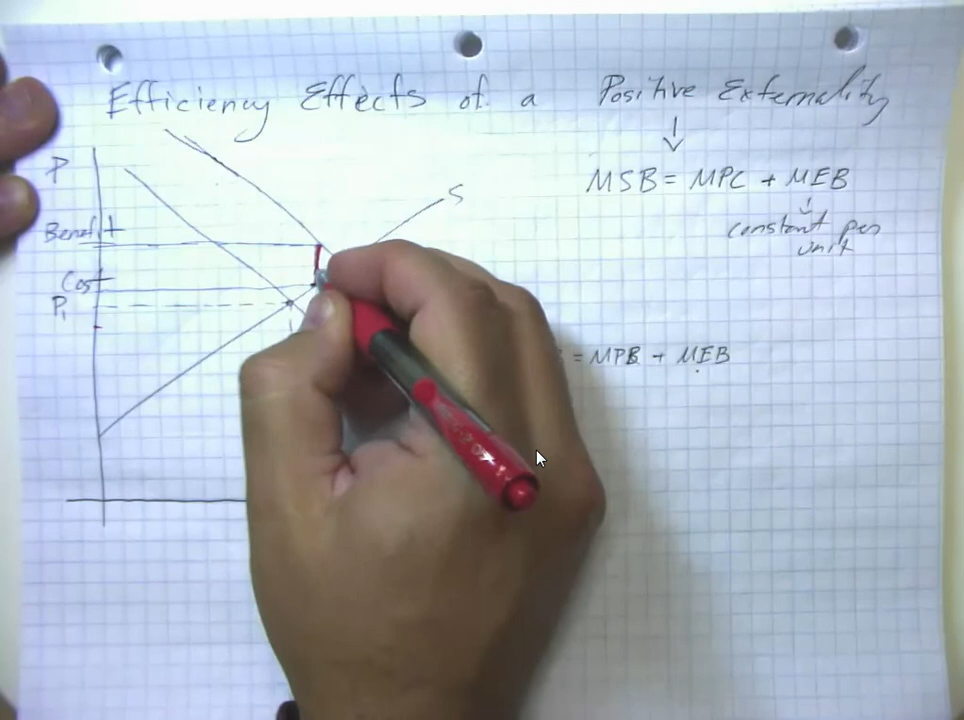 Efficiency Effects of a Positive Externality
MSB = MPC + MEB
constant per
unit
P
S
Benefit
Cost
P₁
= MPB + MEB